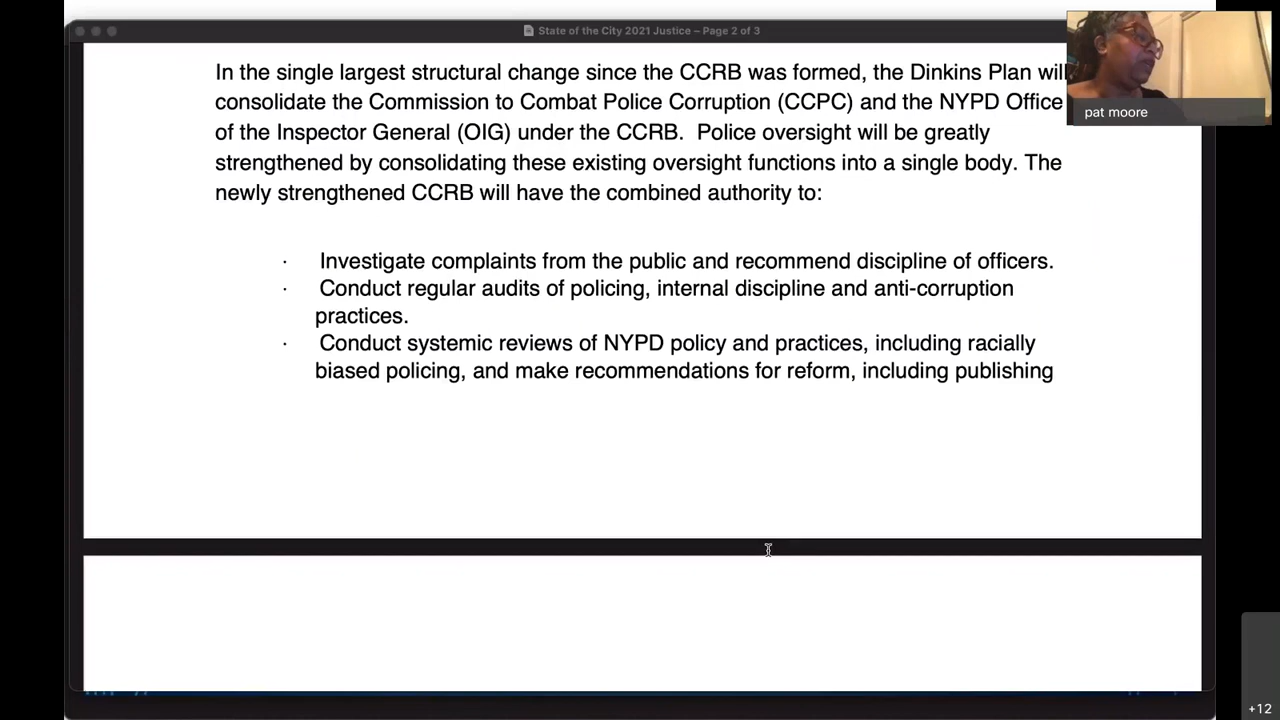 State of the City 2021 Justice – Page 2 of 3
In the single largest structural change since the CCRB was formed, the Dinkins Plan will
consolidate the Commission to Combat Police Corruption (CCPC) and the NYPD Office
of the Inspector General (OIG) under the CCRB.  Police oversight will be greatly
strengthened by consolidating these existing oversight functions into a single body. The
newly strengthened CCRB will have the combined authority to:
· Investigate complaints from the public and recommend discipline of officers.
· Conduct regular audits of policing, internal discipline and anti-corruption
practices.
· Conduct systemic reviews of NYPD policy and practices, including racially
biased policing, and make recommendations for reform, including publishing
pat moore
+12